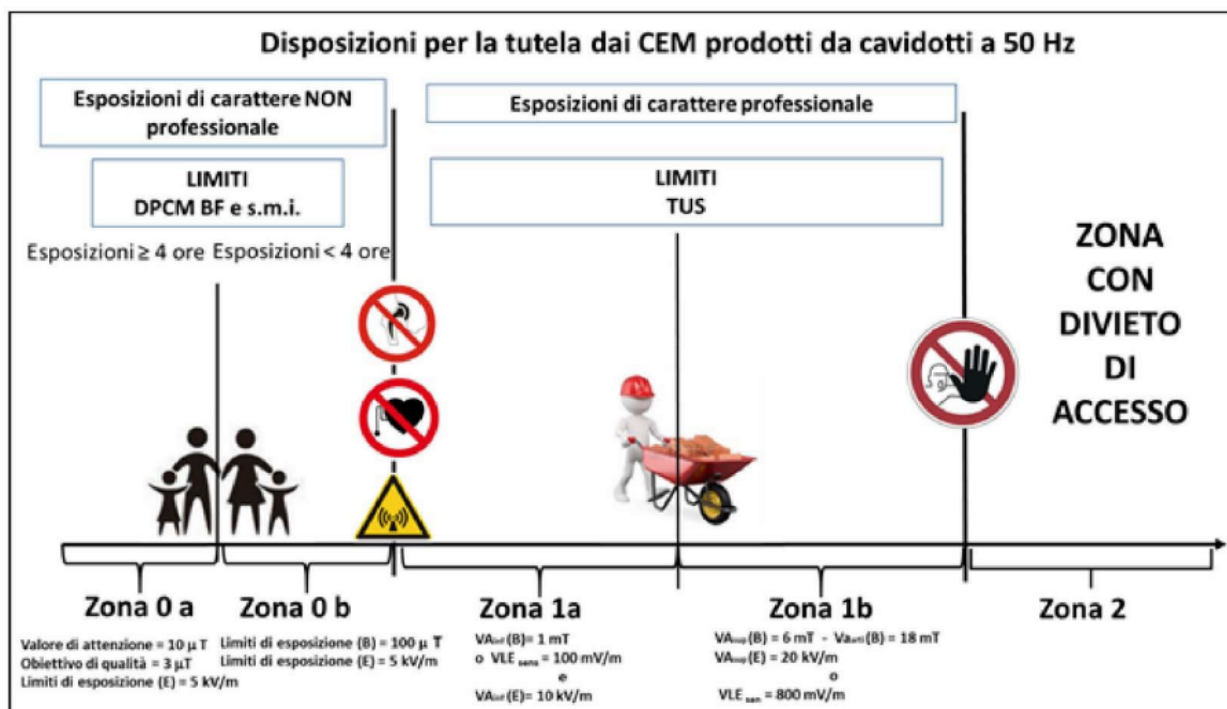 Disposizioni per la tutela dai CEM prodotti da cavidotti a 50 Hz
Esposizioni di carattere NON
professionale
Esposizioni di carattere professionale
LIMITI
DPCM BF e s.m.i.
LIMITI
TUS
Esposizioni ≥ 4 ore
Esposizioni < 4 ore
ZONA
CON
DIVIETO
DI
ACCESSO
Zona 0 a
Zona 0 b
Zona 1a
Zona 1b
Zona 2
Valore di attenzione = 10 μ T
Obiettivo di qualità = 3 μT
Limiti di esposizione (E) = 5 kV/m
Limiti di esposizione (B) = 100 μ T
Limiti di esposizione (E) = 5 kV/m
VAinf(B)= 1 mT
o VLE sens = 100 mV/m
e
VAinf(E)= 10 kV/m
VAsup(B) = 6 mT - Vaarti(B) = 18 mT
VAsup(E) = 20 kV/m
o
VLE san = 800 mV/m